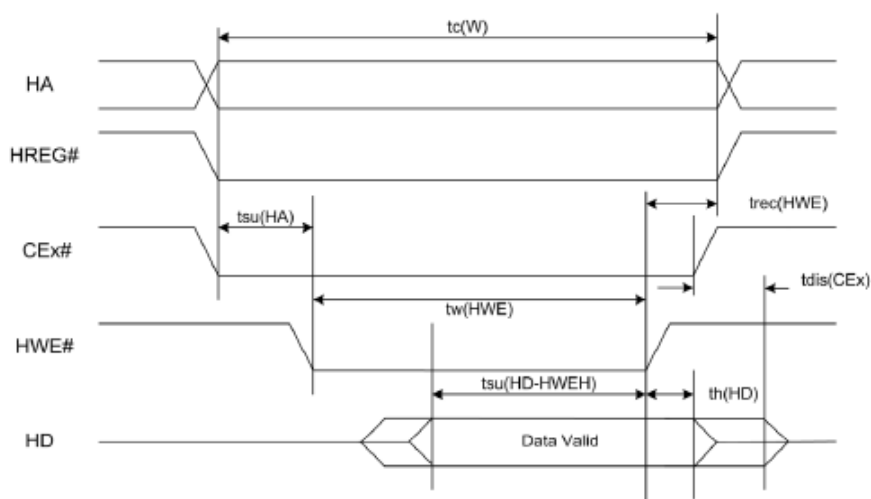 tc(W)
HA
HREG#
tsu(HA)
trec(HWE)
CEx#
tdis(CEx)
tw(HWE)
HWE#
tsu(HD-HWEH)
th(HD)
HD
Data Valid